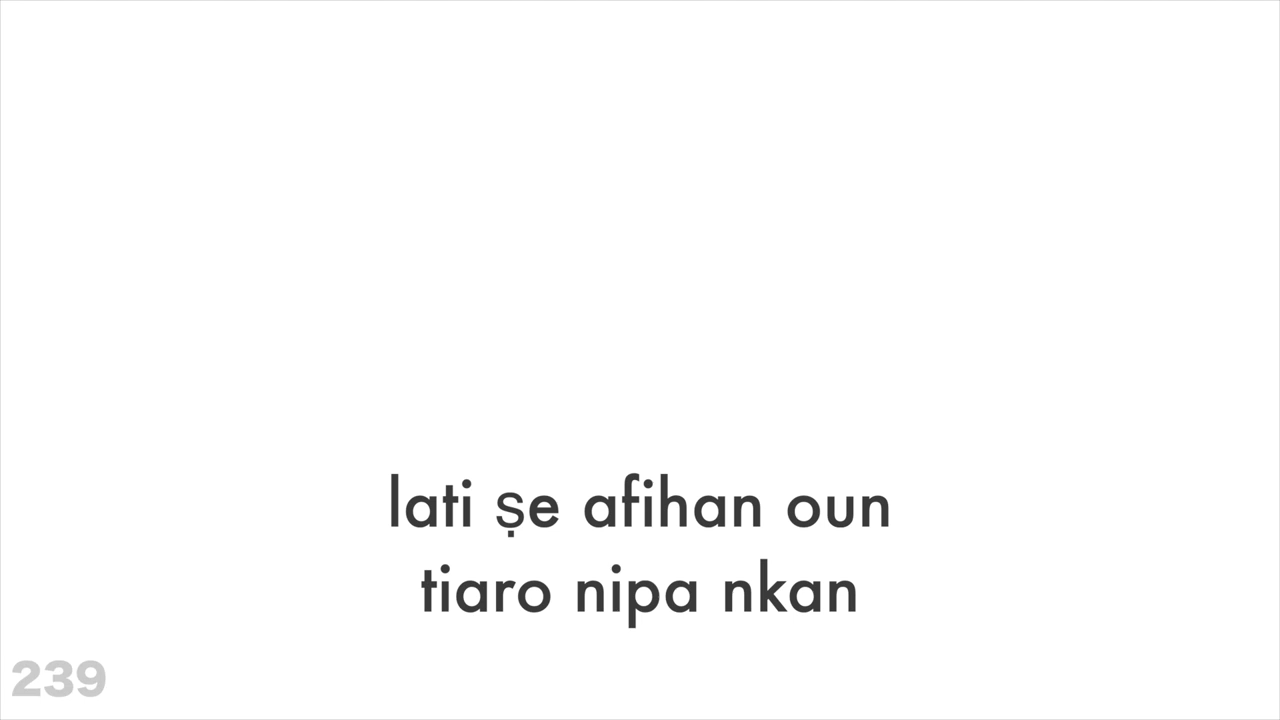 lati ṣe afihan oun
tiaro nipa nkan
239